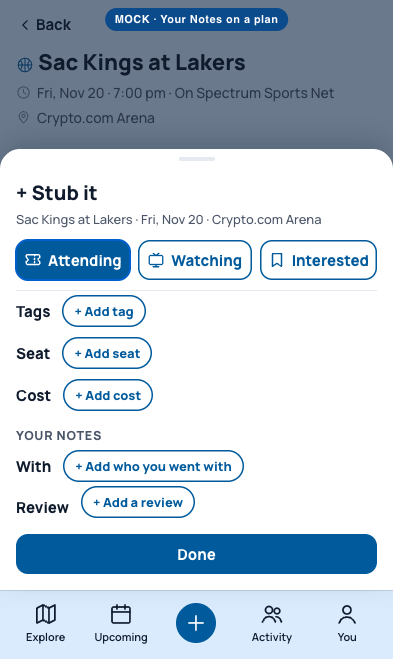 Back
MOCK · Your Notes on a plan
Sac Kings at Lakers
Fri, Nov 20 · 7:00 pm · On Spectrum Sports Net
Crypto.com Arena
+ Stub it
Sac Kings at Lakers · Fri, Nov 20 · Crypto.com Arena
Attending Watching Interested
Tags + Add tag
Seat + Add seat
Cost + Add cost
YOUR NOTES
With + Add who you went with
Review + Add a review
Done
Explore Upcoming Activity You